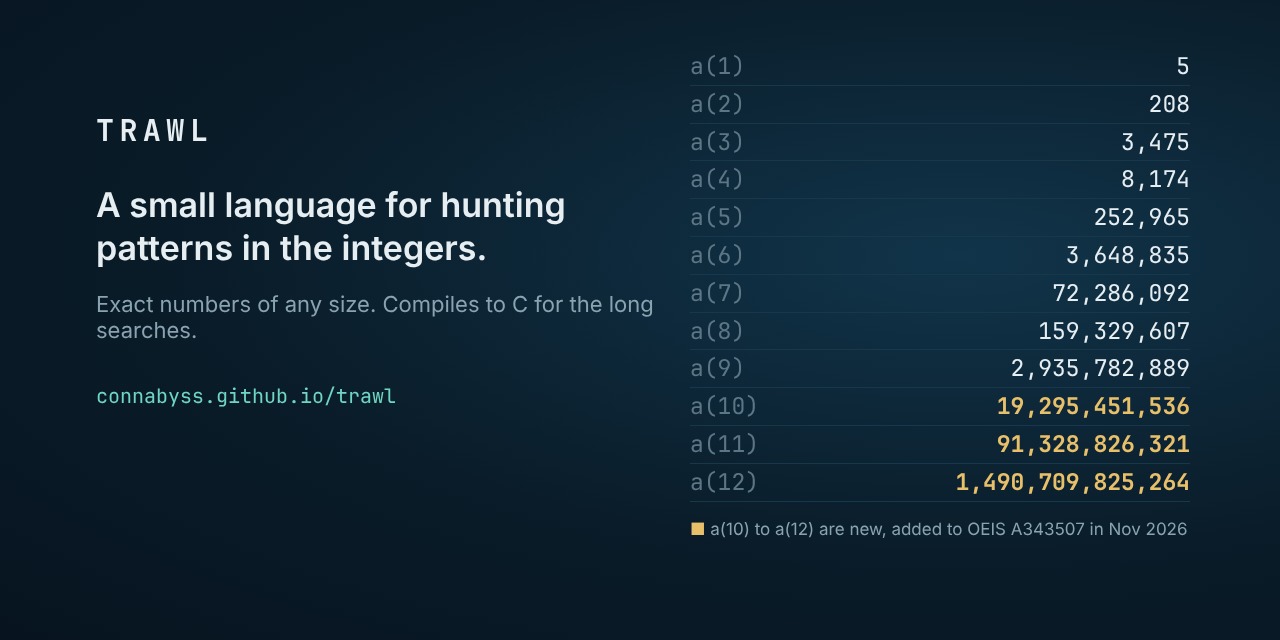 TRAWL
A small language for hunting
patterns in the integers.
Exact numbers of any size. Compiles to C for the long
searches.
connabyss.github.io/trawl
a(1) 5
a(2) 208
a(3) 3,475
a(4) 8,174
a(5) 252,965
a(6) 3,648,835
a(7) 72,286,092
a(8) 159,329,607
a(9) 2,935,782,889
a(10) 19,295,451,536
a(11) 91,328,826,321
a(12) 1,490,709,825,264
a(10) to a(12) are new, added to OEIS A343507 in Nov 2026